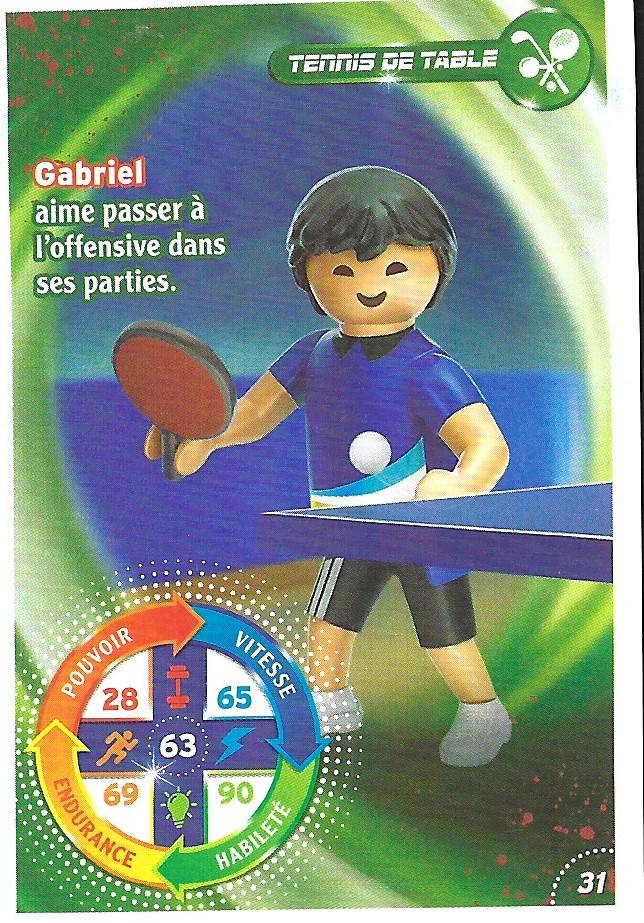 TENNIS DE TABLE
Gabriel
aime passer à
l'offensive dans
ses parties.
POUVOIR
VITESSE
28
65
63
69
90
ENDURANCE
HABILETÉ
31